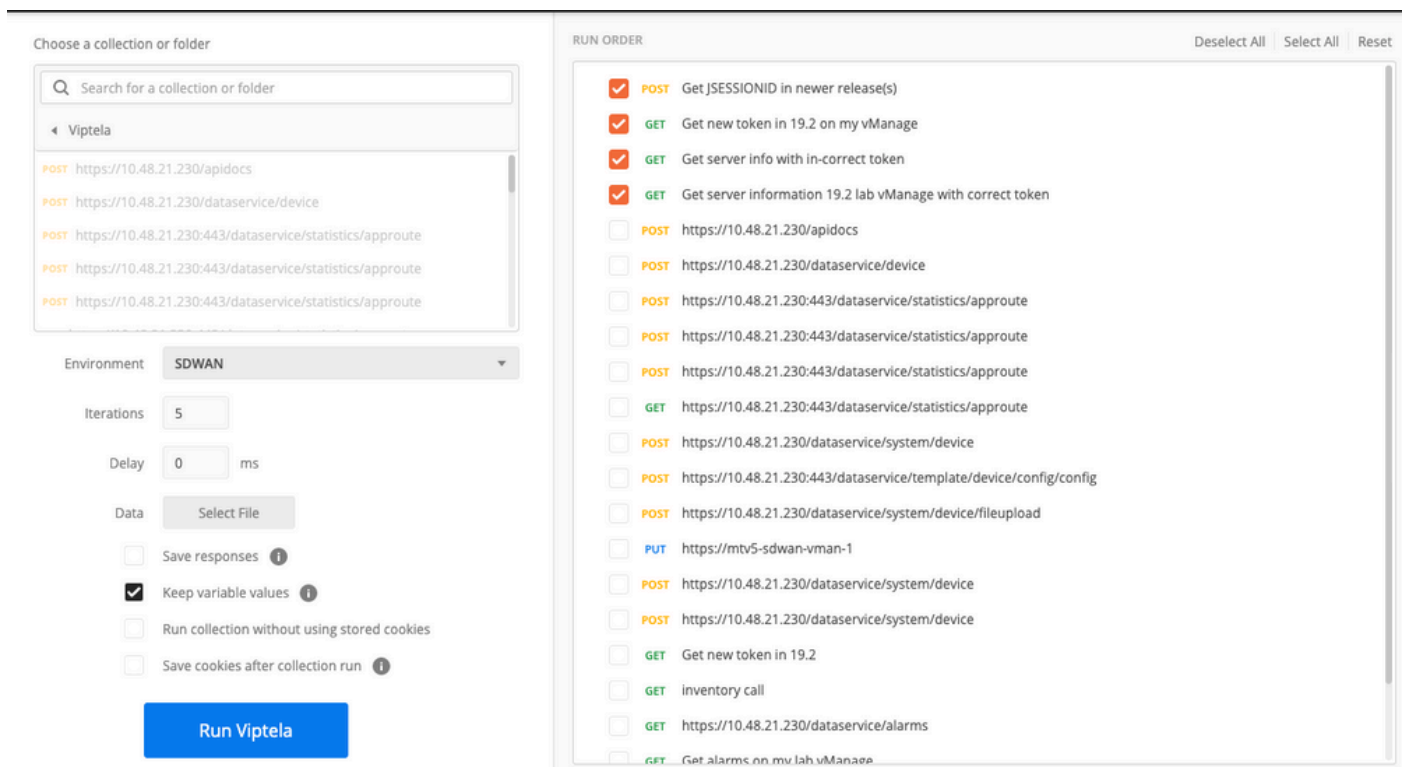 Choose a collection or folder
Search for a collection or folder
Viptela
POST https://10.48.21.230/apidocs
POST https://10.48.21.230/dataservice/device
POST https://10.48.21.230:443/dataservice/statistics/approute
POST https://10.48.21.230:443/dataservice/statistics/approute
POST https://10.48.21.230:443/dataservice/statistics/approute
Environment SDWAN
Iterations 5
Delay 0 ms
Data Select File
Save responses
Keep variable values
Run collection without using stored cookies
Save cookies after collection run
Run Viptela
RUN ORDER Deselect All Select All Reset
POST Get JSESSIONID in newer release(s)
GET Get new token in 19.2 on my vManage
GET Get server info with in-correct token
GET Get server information 19.2 lab vManage with correct token
POST https://10.48.21.230/apidocs
POST https://10.48.21.230/dataservice/device
POST https://10.48.21.230:443/dataservice/statistics/approute
POST https://10.48.21.230:443/dataservice/statistics/approute
POST https://10.48.21.230:443/dataservice/statistics/approute
GET https://10.48.21.230:443/dataservice/statistics/approute
POST https://10.48.21.230/dataservice/system/device
POST https://10.48.21.230:443/dataservice/template/device/config/config
POST https://10.48.21.230/dataservice/system/device/fileupload
PUT https://mtv5-sdwan-vman-1
POST https://10.48.21.230/dataservice/system/device
POST https://10.48.21.230/dataservice/system/device
GET Get new token in 19.2
GET inventory call
GET https://10.48.21.230/dataservice/alarms
GET Get alarms on my lab vManage